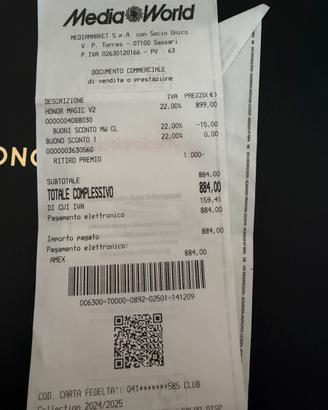 MediaWorld
MEDIAMARKET S.p.A. con Socio Unico
V. P. Torres - 07100 Sassari
P.IVA 02630120166 - PV : 63
DOCUMENTO COMMERCIALE
di vendita o prestazione
DESCRIZIONE IVA PREZZO(€)
HONOR MAGIC V2 22,00% 899,00
0000004088030
BUONI SCONTO MW CL 22,00% -15,00
BUONO SCONTO 1 22,00% 0,00
0000003630560
RITIRO PREMIO 1.000-
SUBTOTALE 884,00
TOTALE COMPLESSIVO 884,00
DI CUI IVA 159,41
Pagamento elettronico 884,00
Importo pagato 884,00
Pagamento elettronico:
AMEX 884,00
006300-70000-0892-02501-141209
COD. CARTA FEDELTA': 041*******585 CLUB
Collection 2024/2025